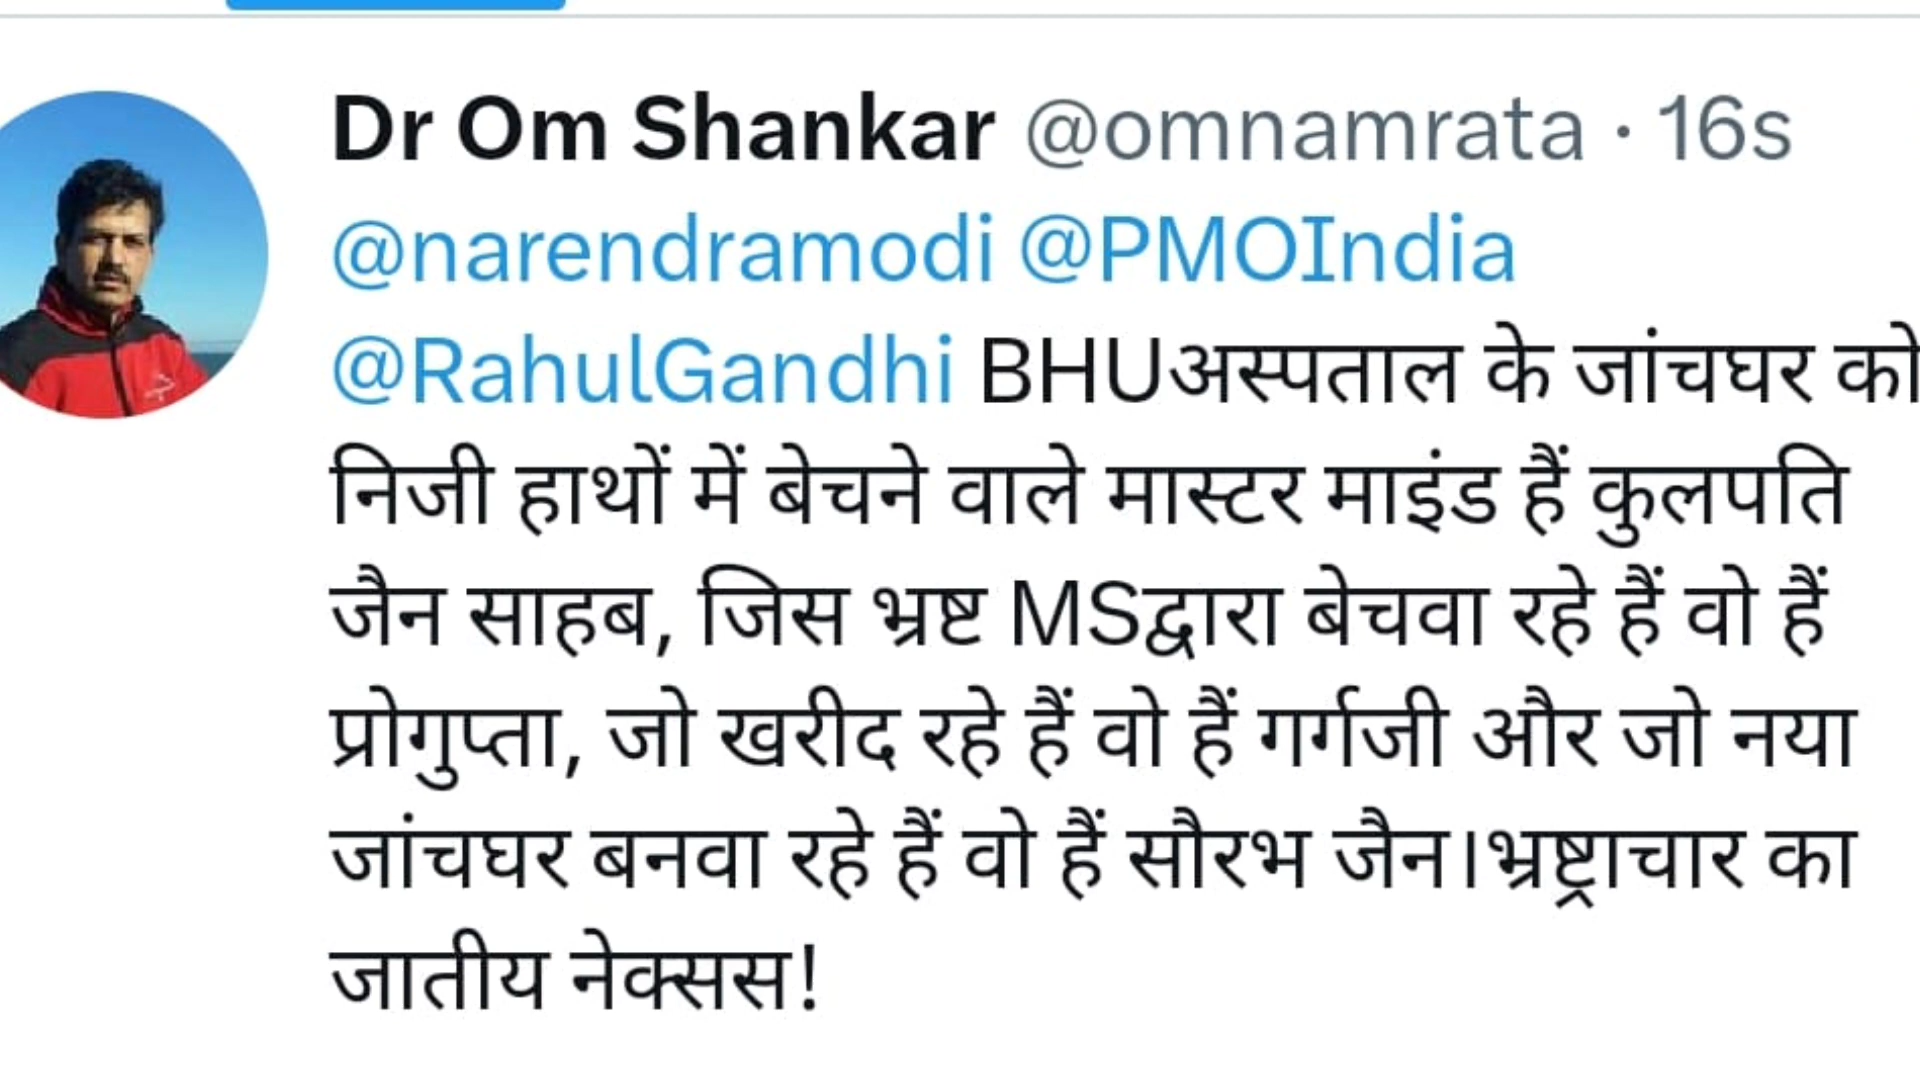 Dr Om Shankar @omnamrata · 16s
@narendramodi @PMOIndia
@RahulGandhi BHUअस्पताल के जांचघर को
निजी हाथों में बेचने वाले मास्टर माइंड हैं कुलपति
जैन साहब, जिस भ्रष्ट MSद्वारा बेचवा रहे हैं वो हैं
प्रोगुप्ता, जो खरीद रहे हैं वो हैं गर्गजी और जो नया
जांचघर बनवा रहे हैं वो हैं सौरभ जैन।भ्रष्ट्राचार का
जातीय नेक्सस!